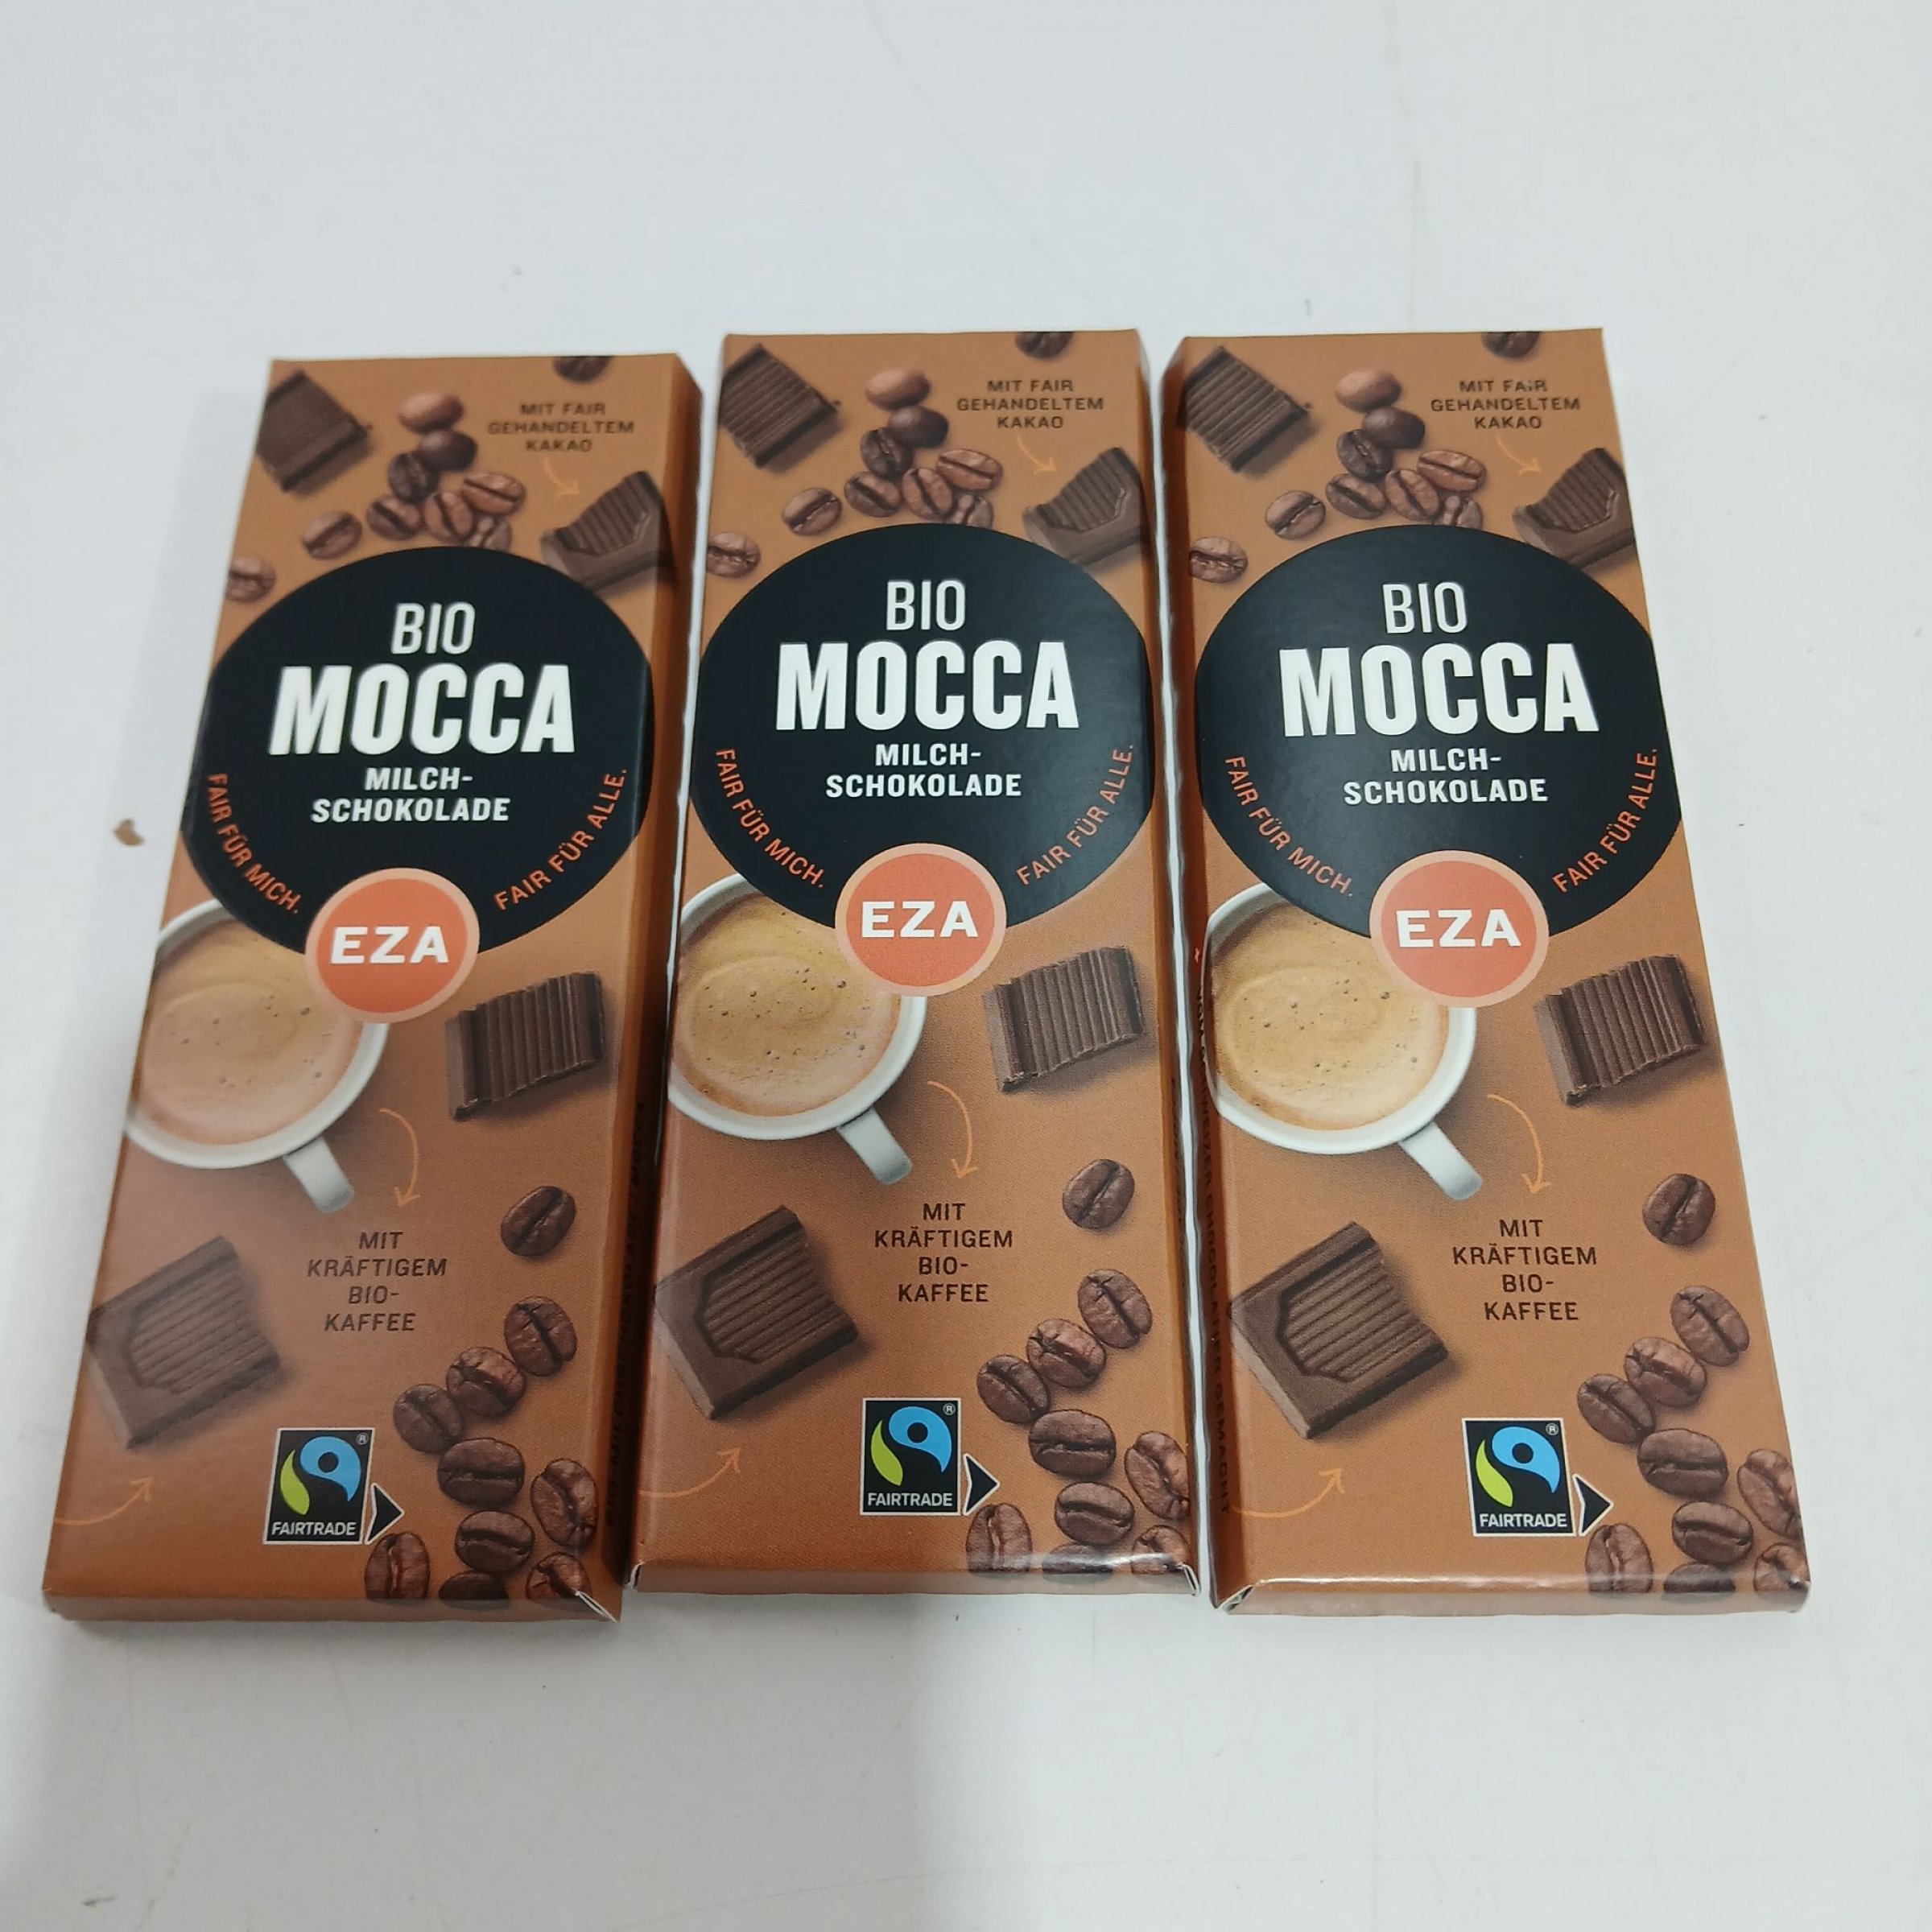 MIT FAIR
GEHANDELTEM
KAKAO
BIO
MOCCA
MILCH-
SCHOKOLADE
FAIR FÜR MICH.
FAIR FÜR ALLE.
EZA
MIT
KRÄFTIGEM
BIO-
KAFFEE
FAIRTRADE
MIT FAIR
GEHANDELTEM
KAKAO
BIO
MOCCA
MILCH-
SCHOKOLADE
FAIR FÜR MICH.
FAIR FÜR ALLE.
EZA
MIT
KRÄFTIGEM
BIO-
KAFFEE
FAIRTRADE
MIT FAIR
GEHANDELTEM
KAKAO
BIO
MOCCA
MILCH-
SCHOKOLADE
FAIR FÜR MICH.
FAIR FÜR ALLE.
EZA
MIT
KRÄFTIGEM
BIO-
KAFFEE
FAIRTRADE